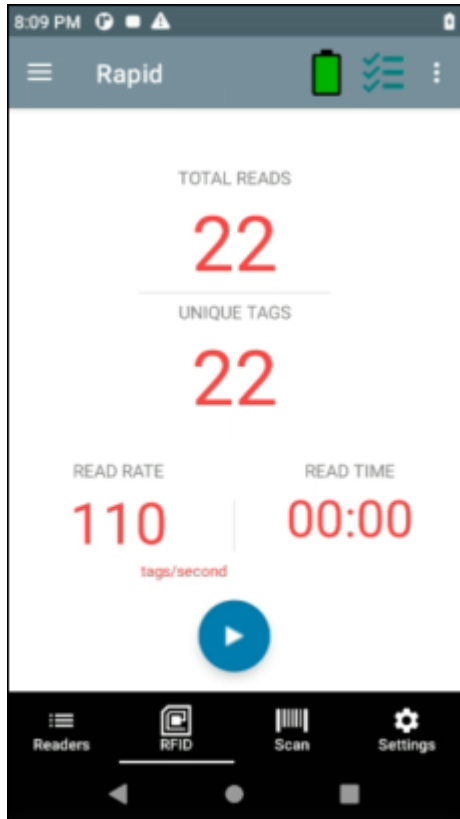 8:09 PM
Rapid
TOTAL READS
22
UNIQUE TAGS
22
READ RATE
READ TIME
110
00:00
tags/second
Readers
RFID
Scan
Settings